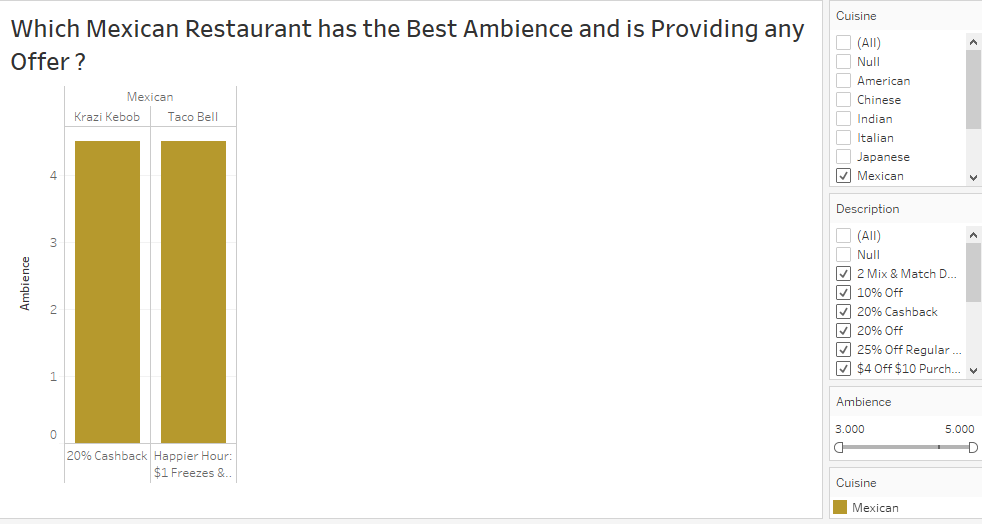 Which Mexican Restaurant has the Best Ambience and is Providing any
Offer ?
Mexican
Krazi Kebob
Taco Bell
4
3
2
1
0
Ambience
20% Cashback
Happier Hour:
$1 Freezes &..
Cuisine
(All)
Null
American
Chinese
Indian
Italian
Japanese
Mexican
Description
(All)
Null
2 Mix & Match D...
10% Off
20% Cashback
20% Off
25% Off Regular ...
$4 Off $10 Purch...
Ambience
3.000
5.000
Cuisine
Mexican